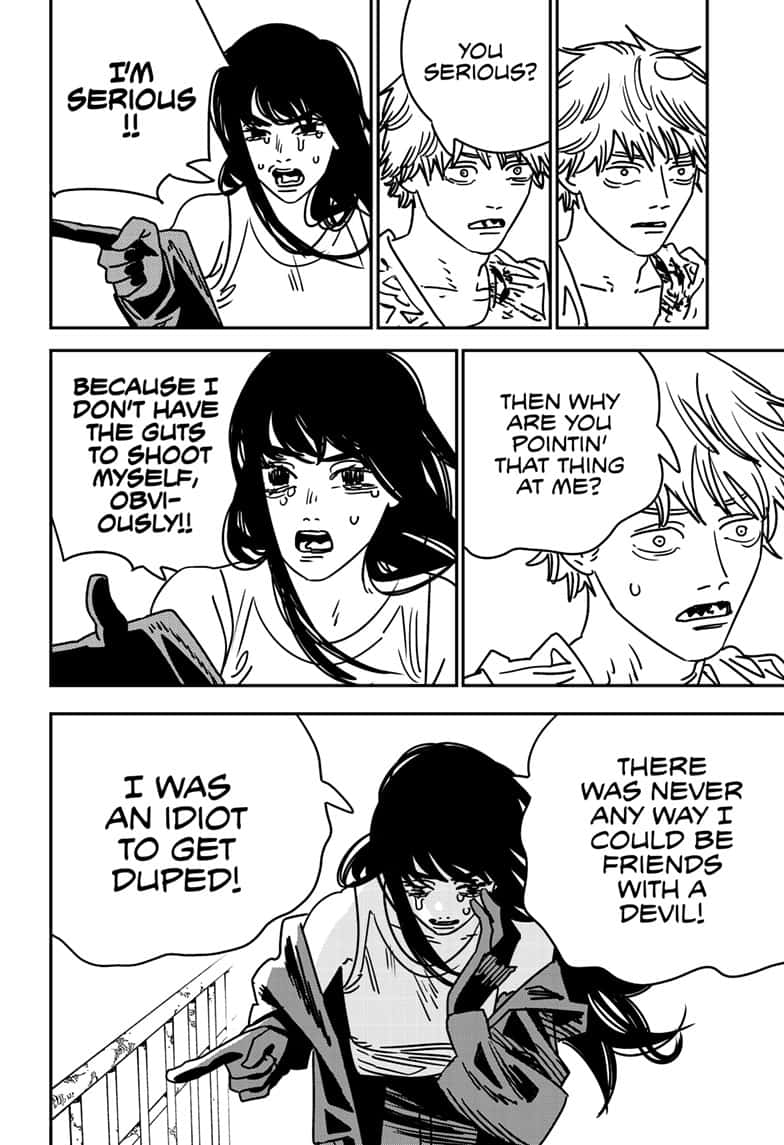 YOU
SERIOUS?
I'M
SERIOUS
!!
THEN WHY
ARE YOU
POINTIN'
THAT THING
AT ME?
BECAUSE I
DON'T HAVE
THE GUTS
TO SHOOT
MYSELF,
OBVI-
OUSLY!!
THERE
WAS NEVER
ANY WAY I
COULD BE
FRIENDS
WITH A
DEVIL!
I WAS
AN IDIOT
TO GET
DUPED!